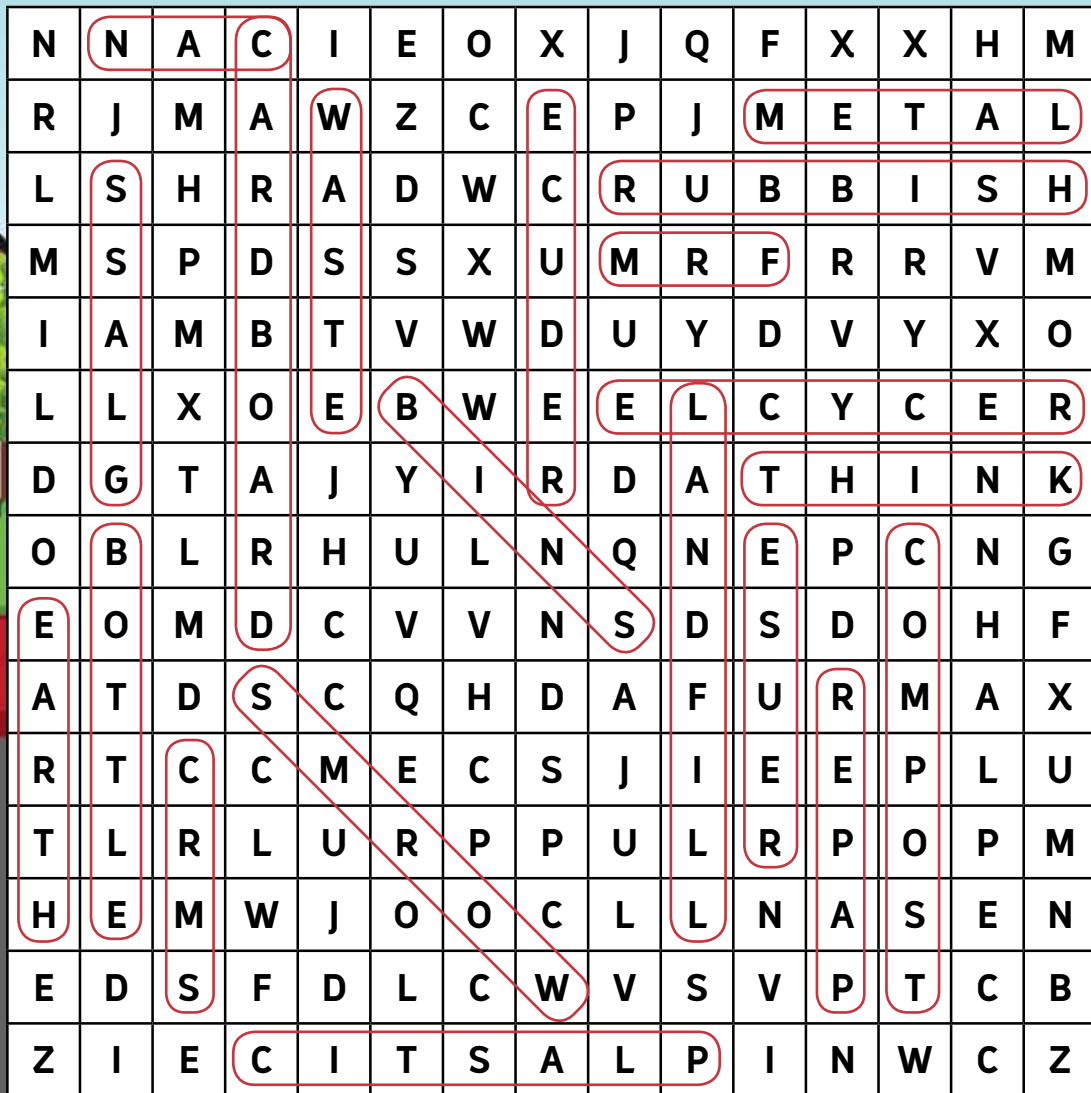 N N A C I E O X J Q F X X H M
R J M A W Z C E P J M E T A L
L S H R A D W C R U B B I S H
M S P D S S X U M R F R R V M
I A M B T V W D U Y D V Y X O
L L X O E B W E E L C Y C E R
D G T A J Y I R D A T H I N K
O B L R H U L N Q N E P C N G
E O M D C V V N S D S D O H F
A T D S C Q H D A F U R M A X
R T C C M E C S J I E E P L U
T L R L U R P P U L R P O P M
H E M W J O O C L L N A S E N
E D S F D L C W V S V P T C B
Z I E C I T S A L P I N W C Z